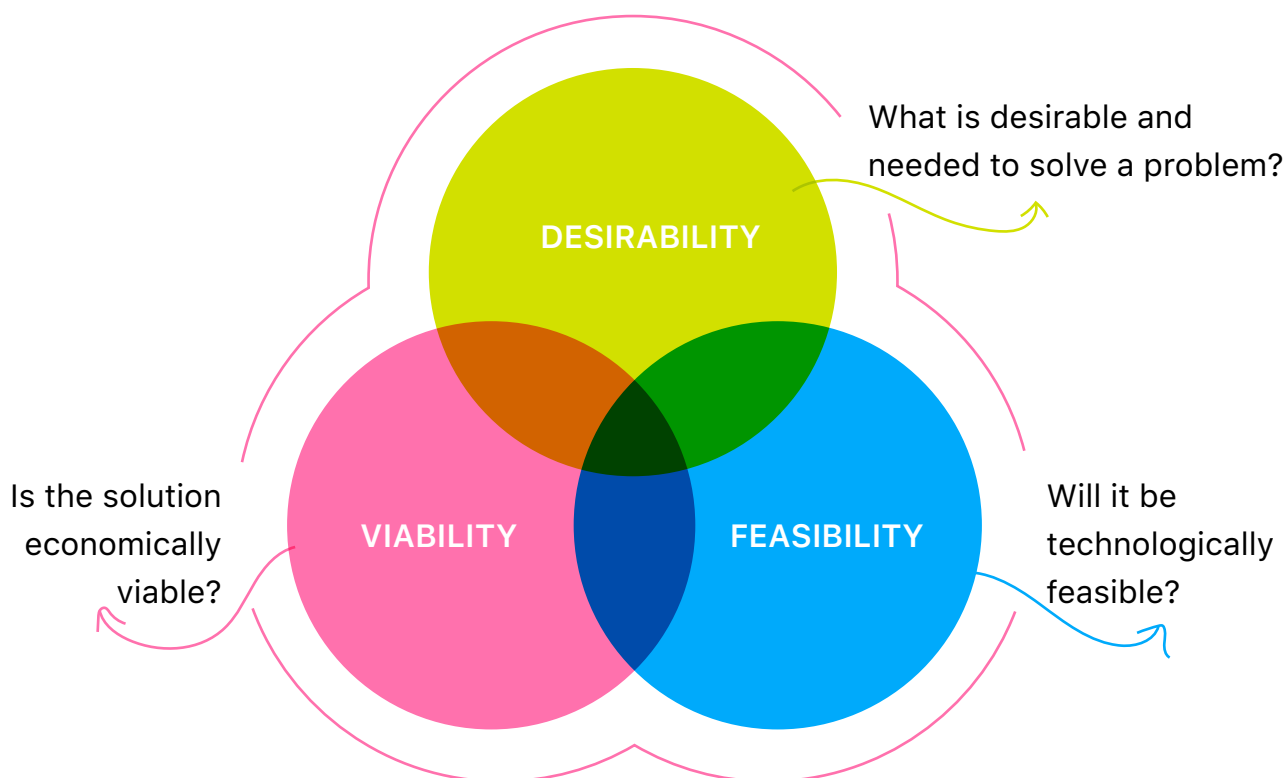 What is desirable and
needed to solve a problem?
DESIRABILITY
Is the solution
economically
viable?
VIABILITY
FEASIBILITY
Will it be
technologically
feasible?